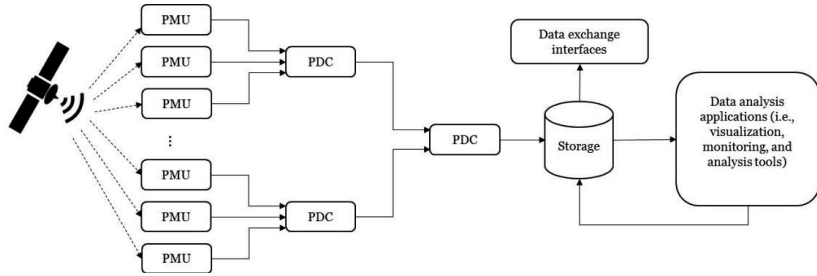 PMU
PMU
PMU
...
PMU
PMU
PMU
PDC
PDC
PDC
Data exchange
interfaces
Storage
Data analysis
applications (i.e.,
visualization,
monitoring, and
analysis tools)